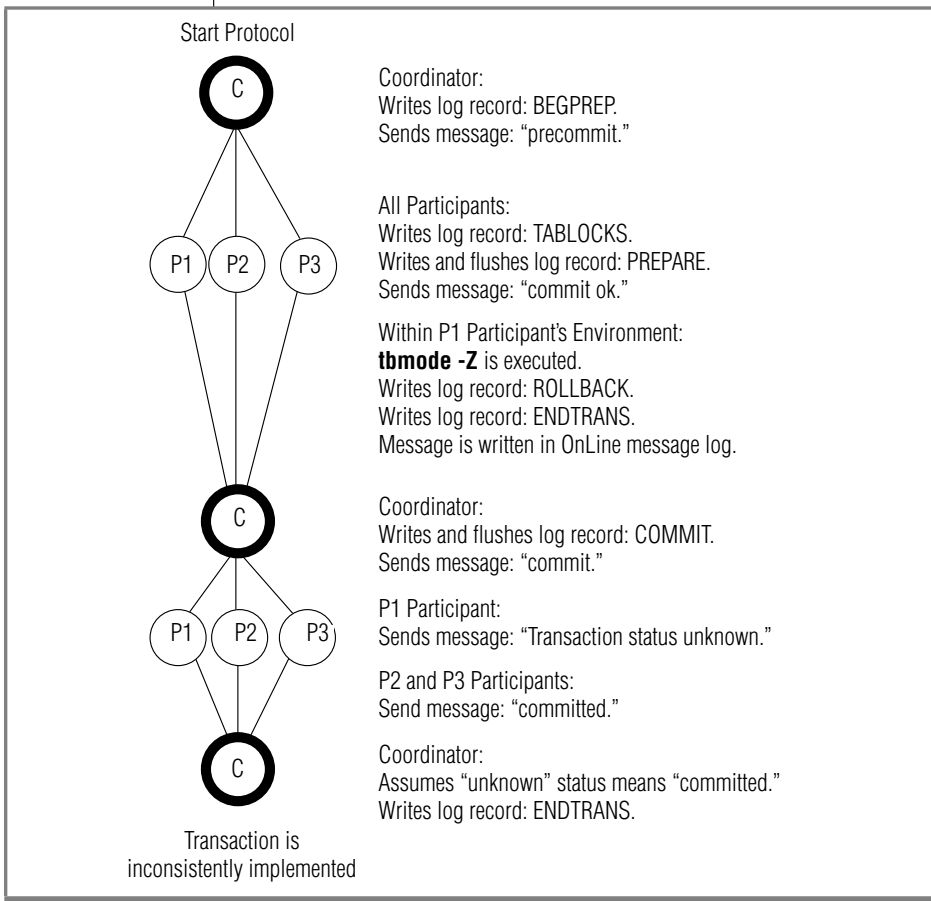 Start Protocol
C
Coordinator:
Writes log record: BEGPREP.
Sends message: “precommit.”
P1
P2
P3
All Participants:
Writes log record: TABLOCKS.
Writes and flushes log record: PREPARE.
Sends message: “commit ok.”
Within P1 Participant’s Environment:
tbmode -Z is executed.
Writes log record: ROLLBACK.
Writes log record: ENDTRANS.
Message is written in OnLine message log.
C
Coordinator:
Writes and flushes log record: COMMIT.
Sends message: “commit.”
P1
P2
P3
P1 Participant:
Sends message: “Transaction status unknown.”
P2 and P3 Participants:
Send message: “committed.”
C
Coordinator:
Assumes “unknown” status means “committed.”
Writes log record: ENDTRANS.
Transaction is
inconsistently implemented